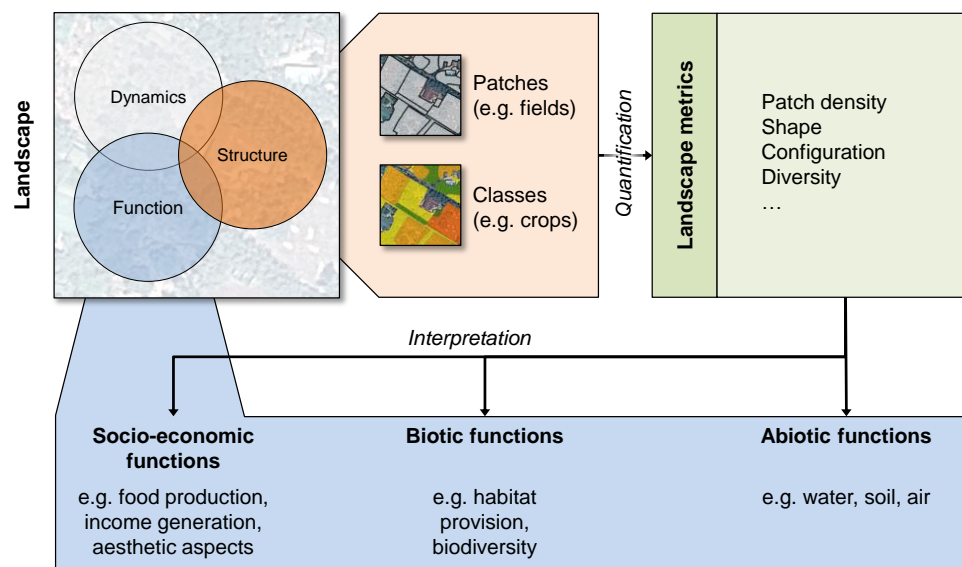 Landscape
Dynamics
Structure
Function
Patches
(e.g. fields)
Classes
(e.g. crops)
Quantification
Landscape metrics
Patch density
Shape
Configuration
Diversity
…
Interpretation
Socio-economic
functions
e.g. food production,
income generation,
aesthetic aspects
Biotic functions
e.g. habitat
provision,
biodiversity
Abiotic functions
e.g. water, soil, air